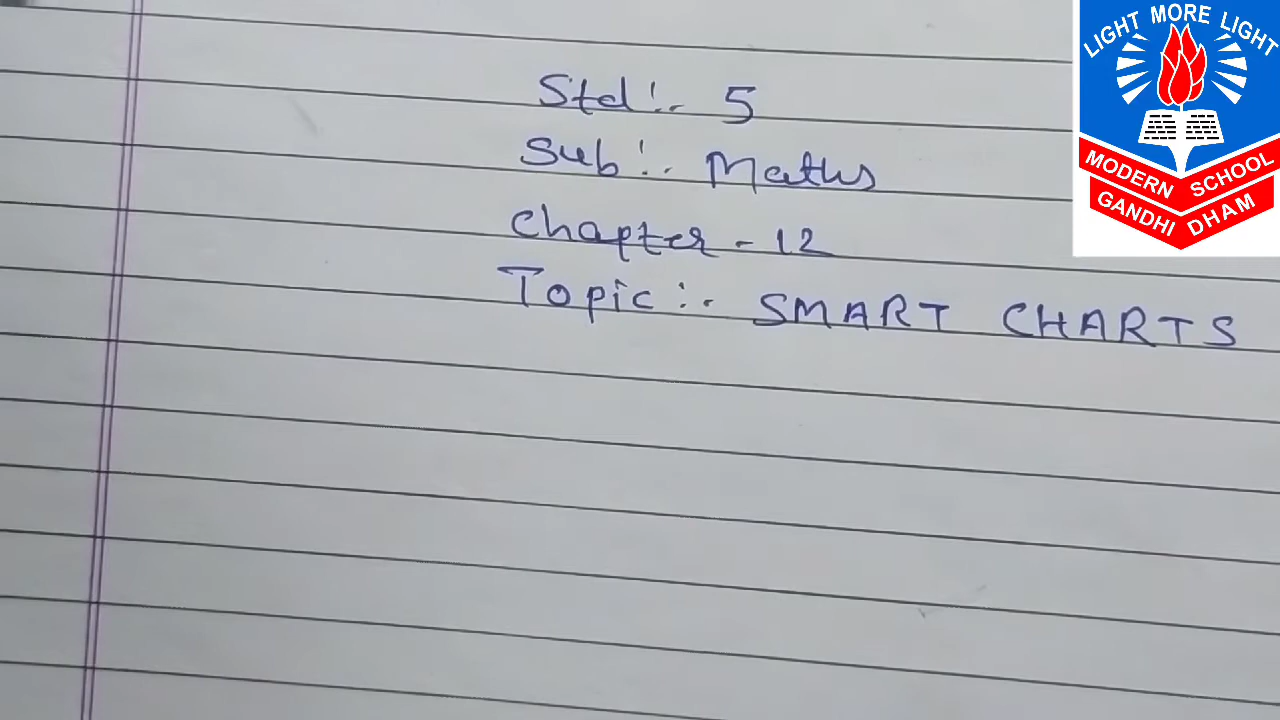 Std :- 5
Sub :- Maths
Chapter - 12
Topic :- SMART CHARTS
LIGHT MORE LIGHT
MODERN SCHOOL
GANDHI DHAM